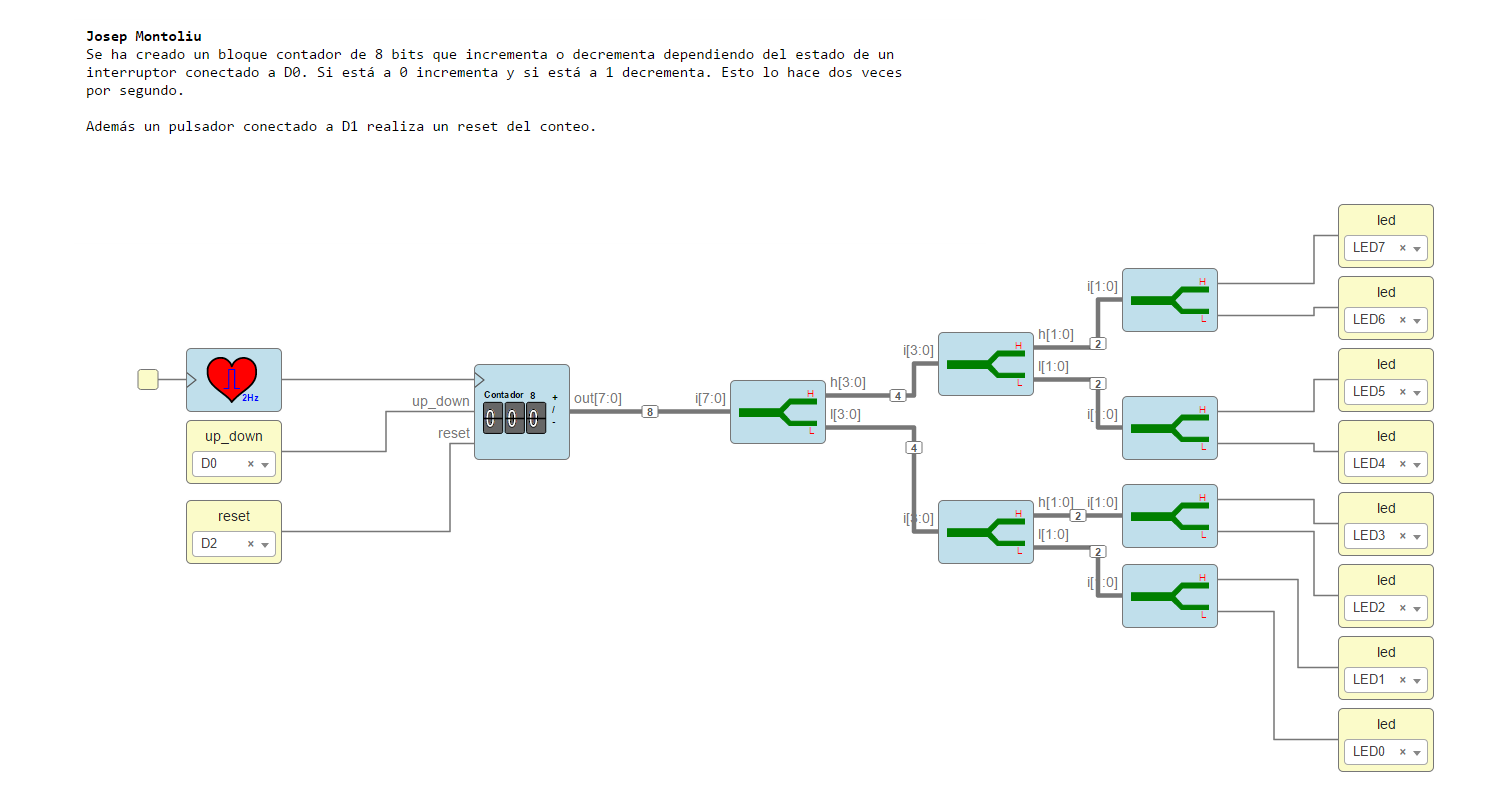 Josep Montoliu
Se ha creado un bloque contador de 8 bits que incrementa o decrementa dependiendo del estado de un
interruptor conectado a D0. Si está a 0 incrementa y si está a 1 decrementa. Esto lo hace dos veces
por segundo.
Además un pulsador conectado a D1 realiza un reset del conteo.
2Hz
up_down
D0 ×
reset
D2 ×
up_down
reset
Contador 8 + / -
0 0 0
out[7:0]
8
i[7:0]
H
L
h[3:0]
l[3:0]
4
4
i[3:0]
H
L
h[1:0]
l[1:0]
2
2
i[3:0]
H
L
h[1:0]
l[1:0]
2
2
i[1:0]
H
L
i[1:0]
H
L
i[1:0]
H
L
i[1:0]
H
L
led
LED7 ×
led
LED6 ×
led
LED5 ×
led
LED4 ×
led
LED3 ×
led
LED2 ×
led
LED1 ×
led
LED0 ×